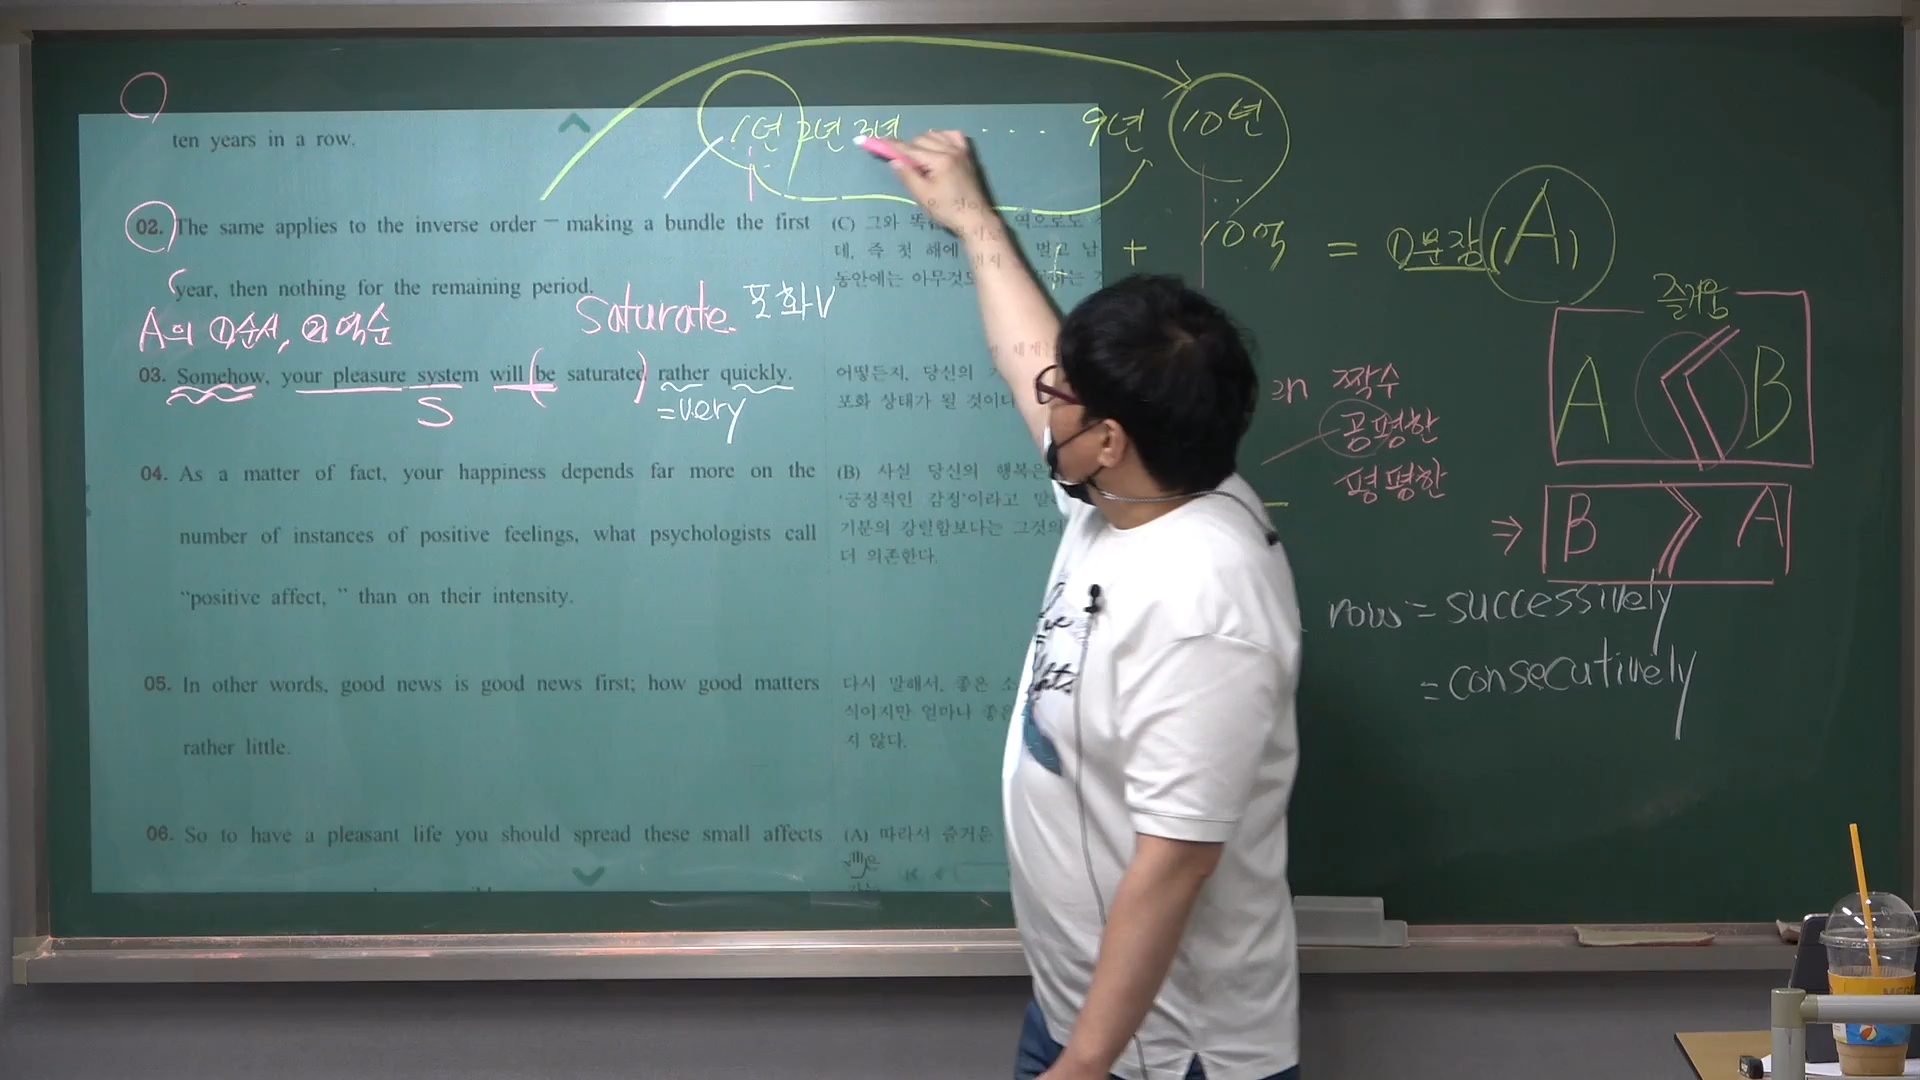 1년 2년 3년 · · · · 9년 10년
ten years in a row.
02. The same applies to the inverse order － making a bundle the first
year, then nothing for the remaining period.
(C) 그와 똑 역으로도
데, 즉 첫 해에 벌고 남
동안에는 아무것도 하는
+ 10억 = ①문장(A)
A의 ①순서, ②역순
Saturate. 포화V
03. Somehow, your pleasure system will be saturated rather quickly.
S
=very
어떻든지, 당신의
포화 상태가 될 것이다
짝수
공평한
평평한
즐거움
A B
⇒ B A
04. As a matter of fact, your happiness depends far more on the
number of instances of positive feelings, what psychologists call
“positive affect, ” than on their intensity.
(B) 사실 당신의 행복은
‘긍정적인 감정’이라고
기분의 강렬함보다는 그것의
더 의존한다.
row = successively
= consecutively
05. In other words, good news is good news first; how good matters
rather little.
다시 말해서, 좋은 소
식이지만 얼마나 좋은
지 않다.
06. So to have a pleasant life you should spread these small affects
(A) 따라서 즐거운